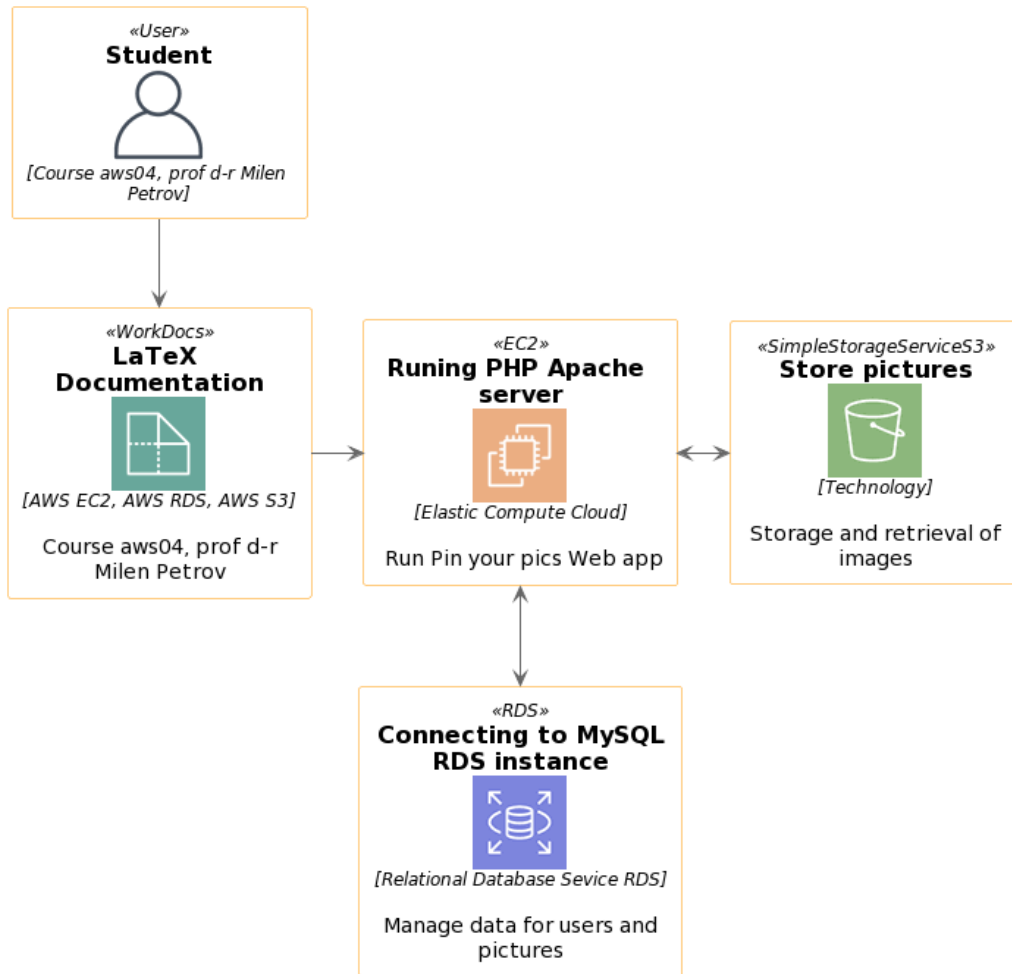 «User»
Student
[Course aws04, prof d-r Milen
Petrov]
«WorkDocs»
LaTeX
Documentation
[AWS EC2, AWS RDS, AWS S3]
Course aws04, prof d-r
Milen Petrov
«EC2»
Runing PHP Apache
server
[Elastic Compute Cloud]
Run Pin your pics Web app
«SimpleStorageServiceS3»
Store pictures
[Technology]
Storage and retrieval of
images
«RDS»
Connecting to MySQL
RDS instance
[Relational Database Sevice RDS]
Manage data for users and
pictures